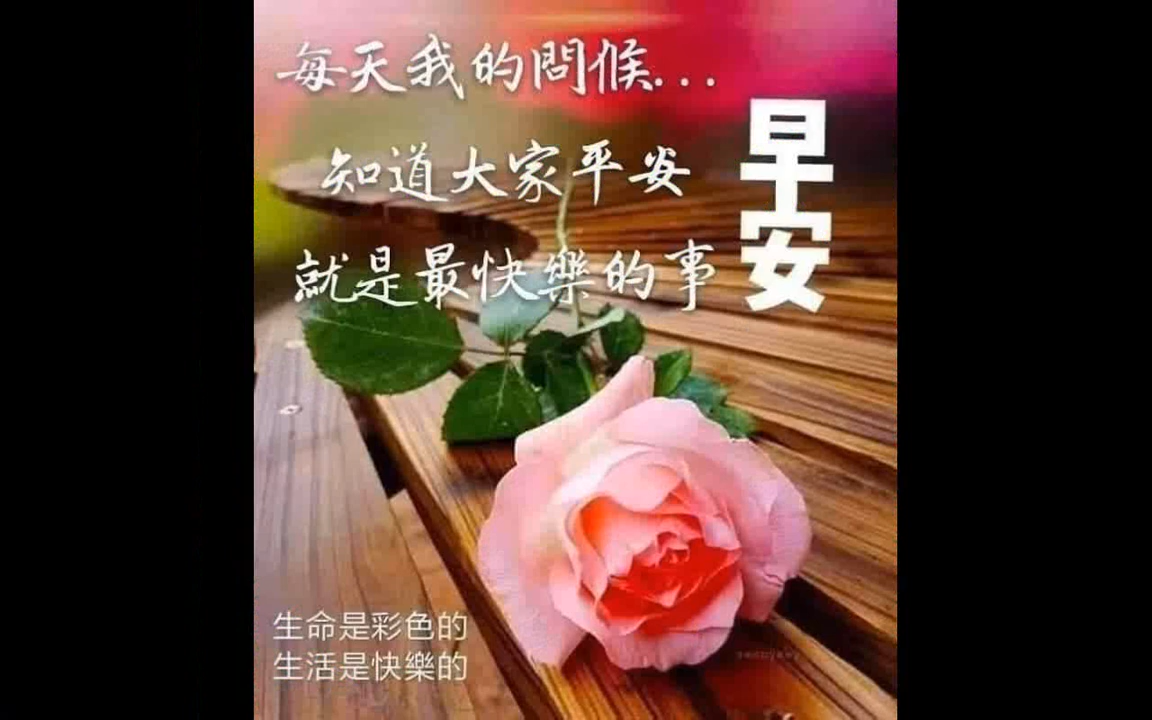 每天我的問候...
知道大家平安
就是最快樂的事
早安
生命是彩色的
生活是快樂的